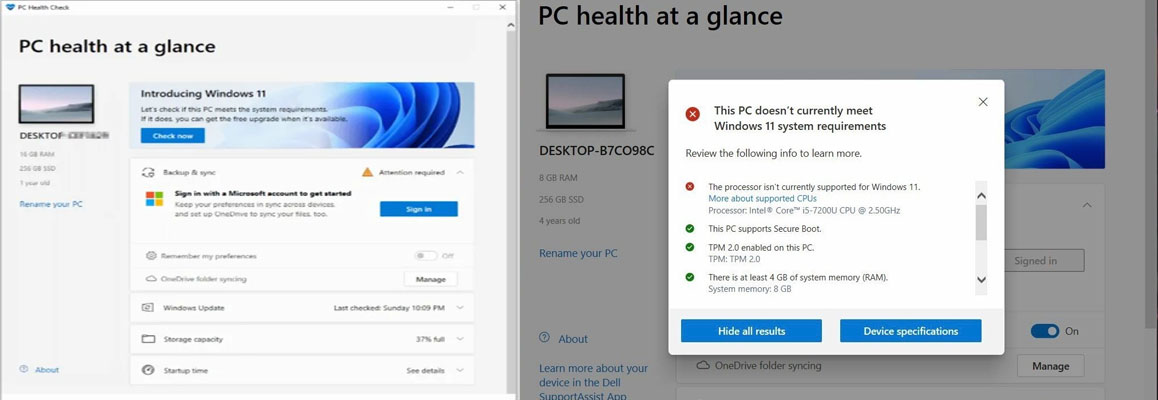 PC Health Check
PC health at a glance
DESKTOP
16 GB RAM
256 GB SSD
1 year old
Rename your PC
About
Introducing Windows 11
Let's check if this PC meets the system requirements.
If it does, you can get the free upgrade when it's available.
Check now
Backup & sync
Attention required
Sign in with a Microsoft account to get started
Keep your preferences in sync across devices,
and set up OneDrive to sync your files, too.
Sign in
Remember my preferences
Off
OneDrive folder syncing
Manage
Windows Update
Last checked: Sunday 10:09 PM
Storage capacity
37% full
Startup time
See details
PC health at a glance
DESKTOP-B7CO98C
8 GB RAM
256 GB SSD
4 years old
Rename your PC
About
Learn more about your
device in the Dell
SupportAssist App
This PC doesn't currently meet
Windows 11 system requirements
Review the following info to learn more.
The processor isn't currently supported for Windows 11.
More about supported CPUs
Processor: Intel® Core™ i5-7200U CPU @ 2.50GHz
This PC supports Secure Boot.
TPM 2.0 enabled on this PC.
TPM: TPM 2.0
There is at least 4 GB of system memory (RAM).
System memory: 8 GB
Hide all results
Device specifications
Signed in
On
OneDrive folder syncing
Manage